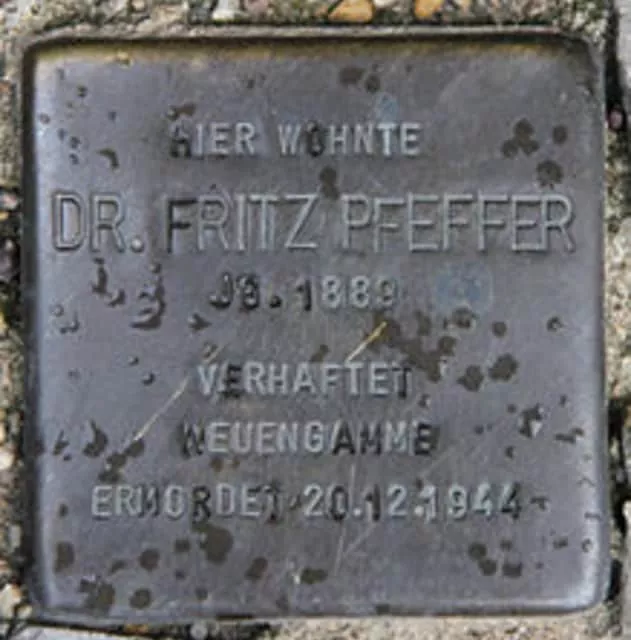 HIER WOHNTE
DR. FRITZ PFEFFER
JG. 1889
VERHAFTET
NEUENGAMME
ERMORDET 20.12.1944